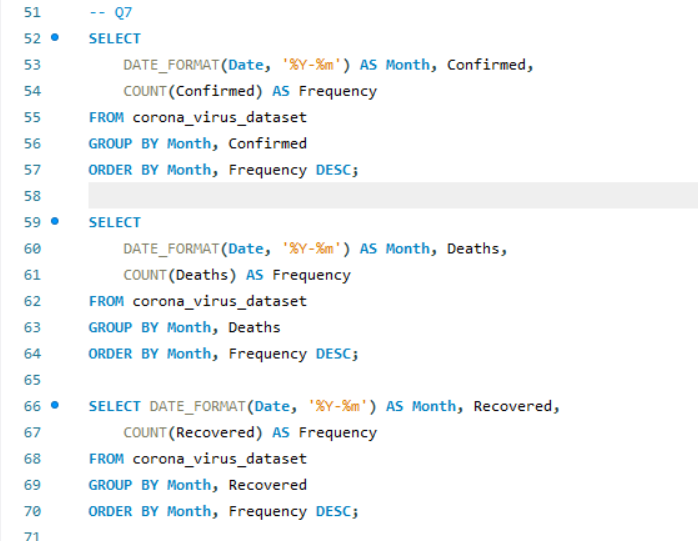 51 -- Q7
52 SELECT
53 DATE_FORMAT(Date, '%Y-%m') AS Month, Confirmed,
54 COUNT(Confirmed) AS Frequency
55 FROM corona_virus_dataset
56 GROUP BY Month, Confirmed
57 ORDER BY Month, Frequency DESC;
58
59 SELECT
60 DATE_FORMAT(Date, '%Y-%m') AS Month, Deaths,
61 COUNT(Deaths) AS Frequency
62 FROM corona_virus_dataset
63 GROUP BY Month, Deaths
64 ORDER BY Month, Frequency DESC;
65
66 SELECT DATE_FORMAT(Date, '%Y-%m') AS Month, Recovered,
67 COUNT(Recovered) AS Frequency
68 FROM corona_virus_dataset
69 GROUP BY Month, Recovered
70 ORDER BY Month, Frequency DESC;
71